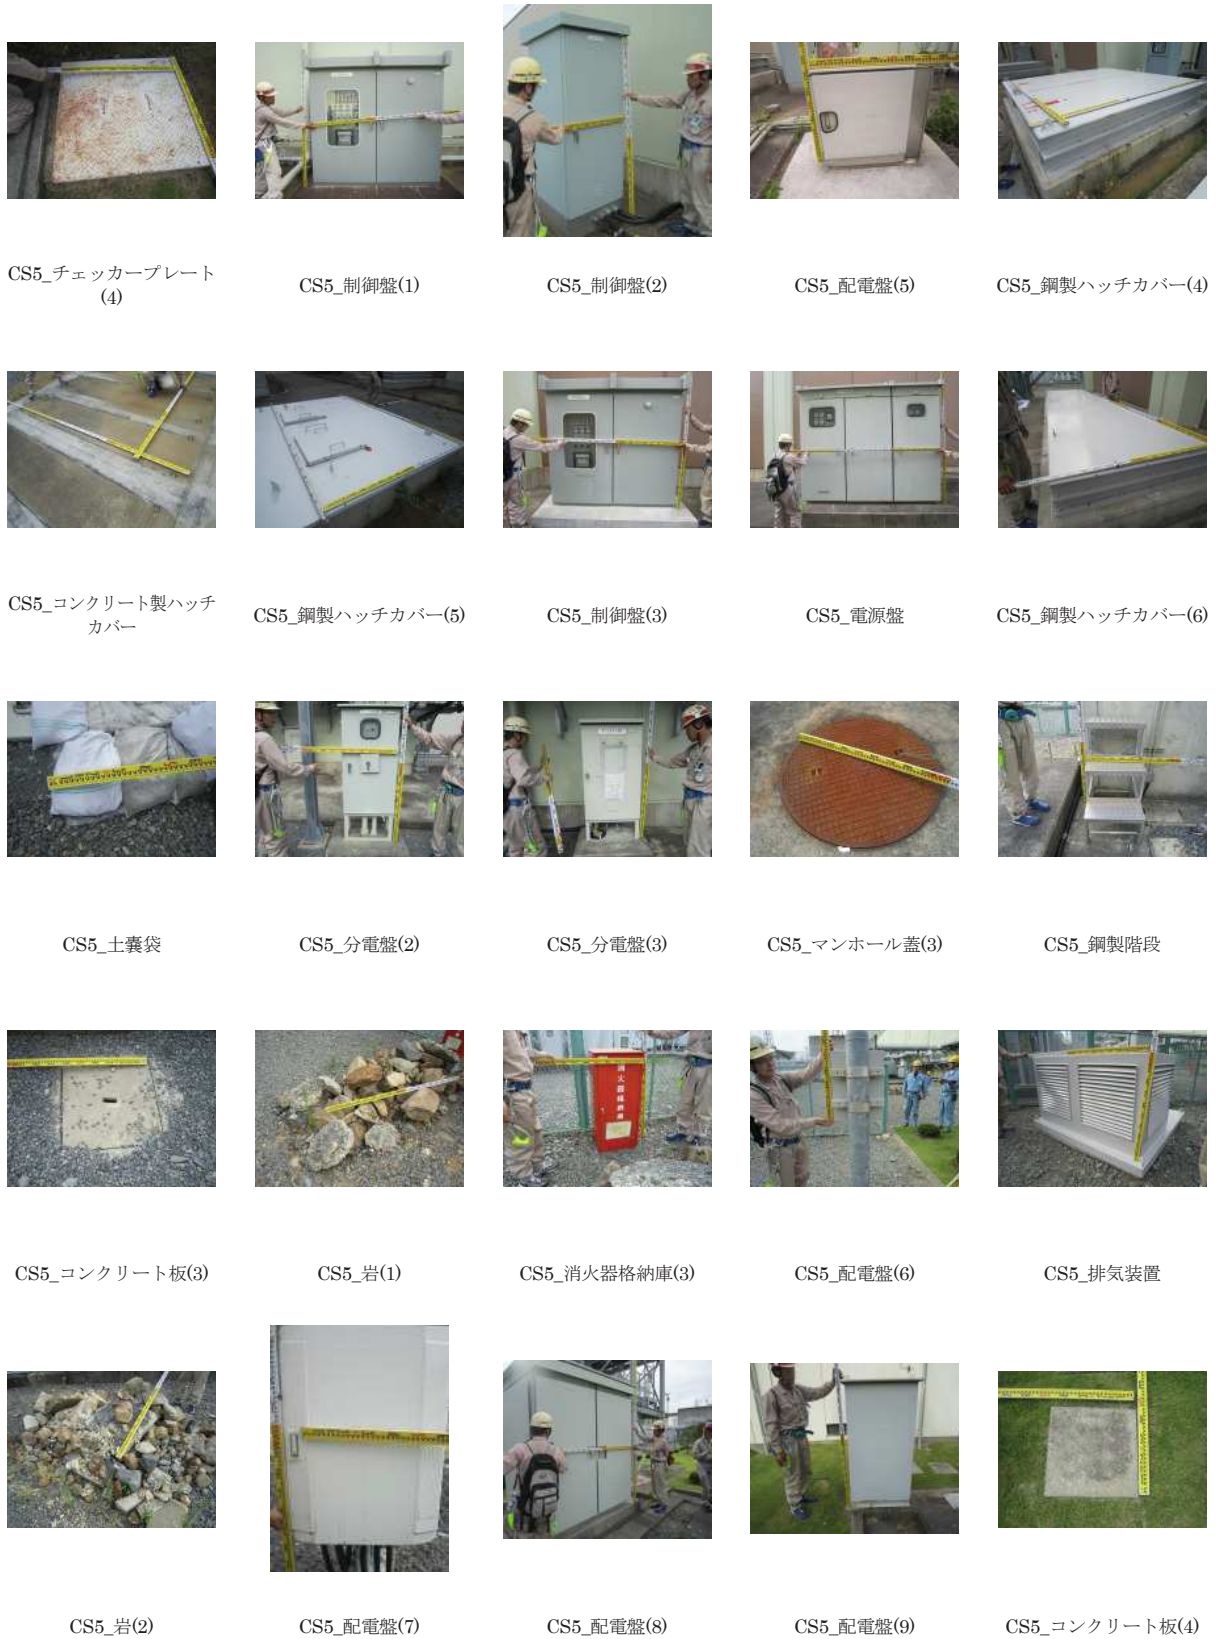 CS5_チェッカープレート
(4)
CS5_制御盤(1)
CS5_制御盤(2)
CS5_配電盤(5)
CS5_鋼製ハッチカバー(4)
CS5_コンクリート製ハッチ
カバー
CS5_鋼製ハッチカバー(5)
CS5_制御盤(3)
CS5_電源盤
CS5_鋼製ハッチカバー(6)
CS5_土嚢袋
CS5_分電盤(2)
CS5_分電盤(3)
CS5_マンホール蓋(3)
CS5_鋼製階段
消火器格納庫
CS5_コンクリート板(3)
CS5_岩(1)
CS5_消火器格納庫(3)
CS5_配電盤(6)
CS5_排気装置
CS5_岩(2)
CS5_配電盤(7)
CS5_配電盤(8)
CS5_配電盤(9)
CS5_コンクリート板(4)